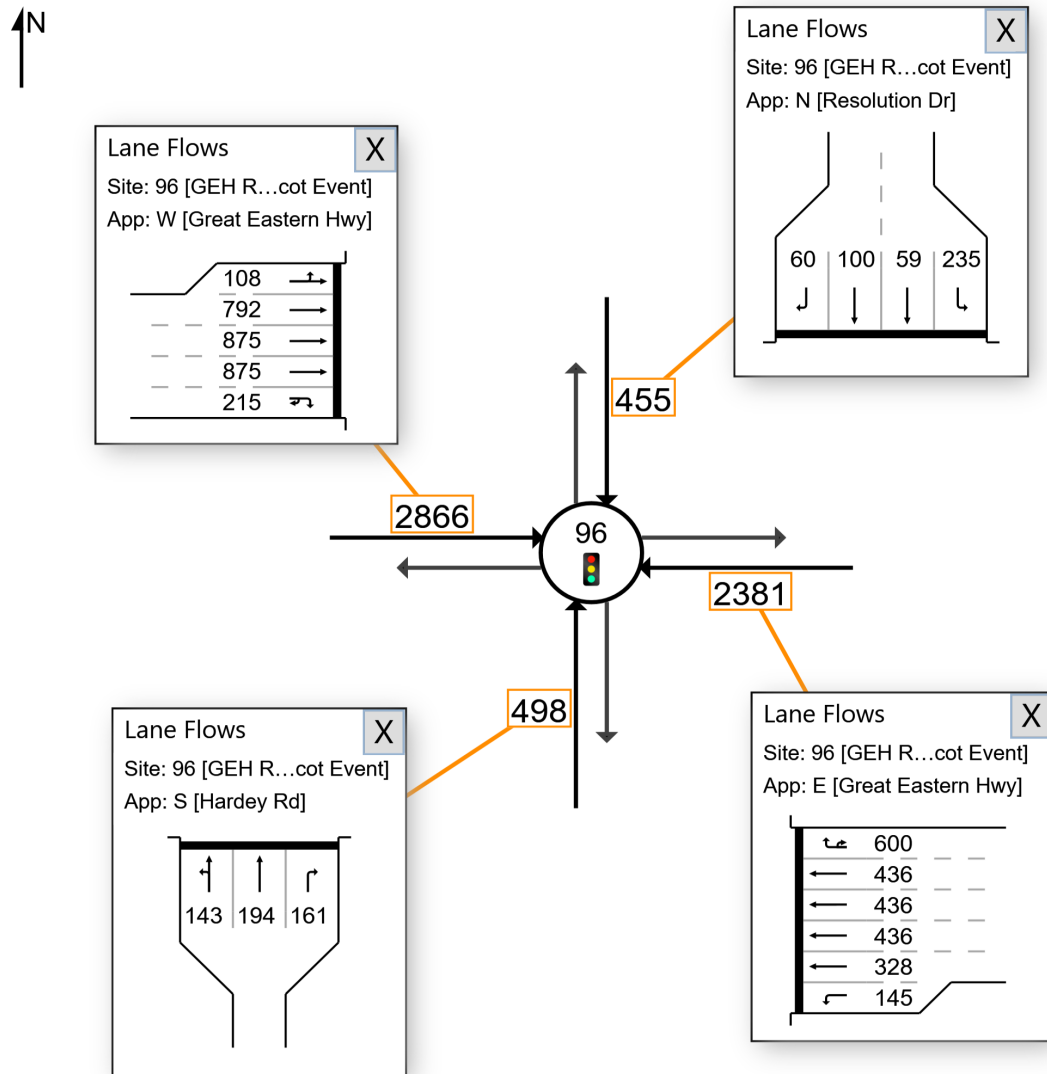 N
Lane Flows X
Site: 96 [GEH R...cot Event]
App: N [Resolution Dr]
60 100 59 235
Lane Flows X
Site: 96 [GEH R...cot Event]
App: W [Great Eastern Hwy]
108
792
875
875
215
455
2866
96
2381
498
Lane Flows X
Site: 96 [GEH R...cot Event]
App: S [Hardey Rd]
143 194 161
Lane Flows X
Site: 96 [GEH R...cot Event]
App: E [Great Eastern Hwy]
600
436
436
436
328
145